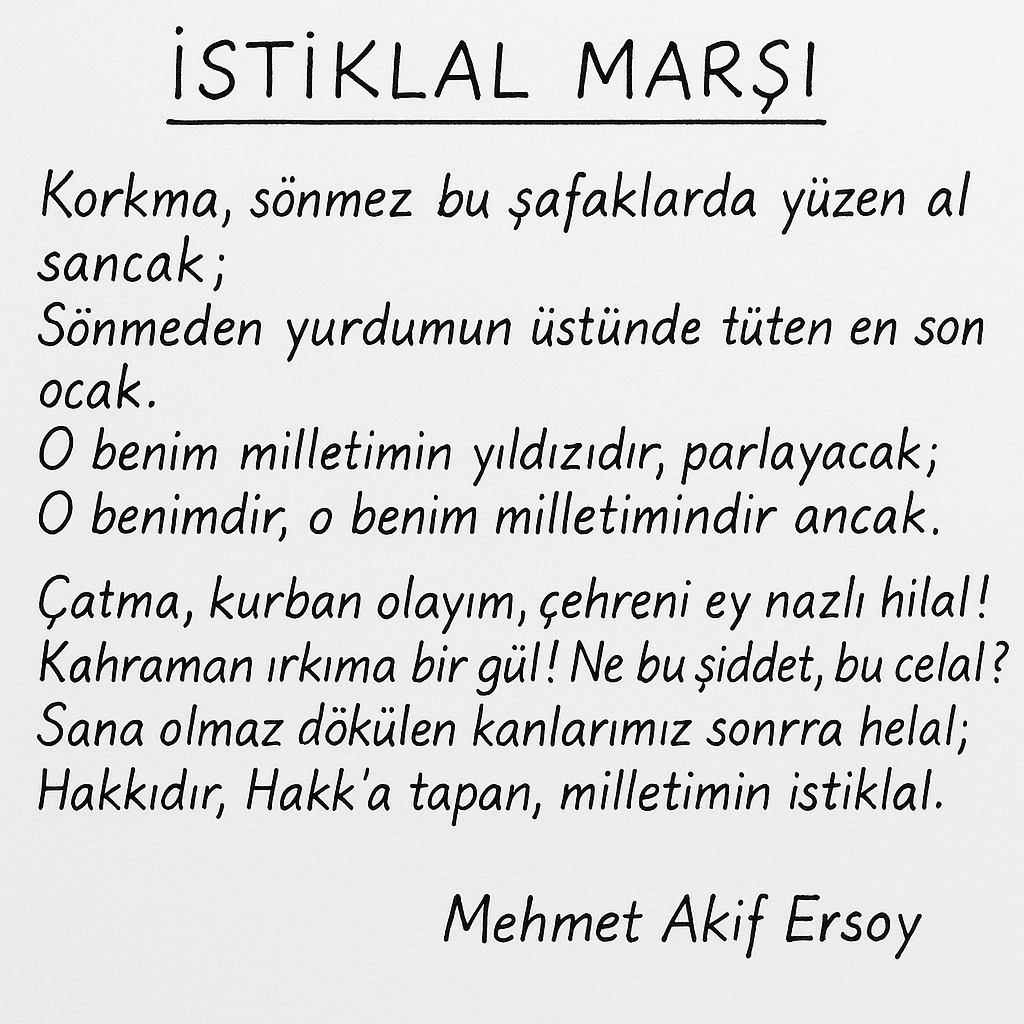 İSTİKLAL MARŞI
Korkma, sönmez bu şafaklarda yüzen al
sancak;
Sönmeden yurdumun üstünde tüten en son
ocak.
O benim milletimin yıldızıdır, parlayacak;
O benimdir, o benim milletimindir ancak.
Çatma, kurban olayım, çehreni ey nazlı hilal!
Kahraman ırkıma bir gül! Ne bu şiddet, bu celal?
Sana olmaz dökülen kanlarımız sonrra helal;
Hakkıdır, Hakk'a tapan, milletimin istiklal.
Mehmet Akif Ersoy